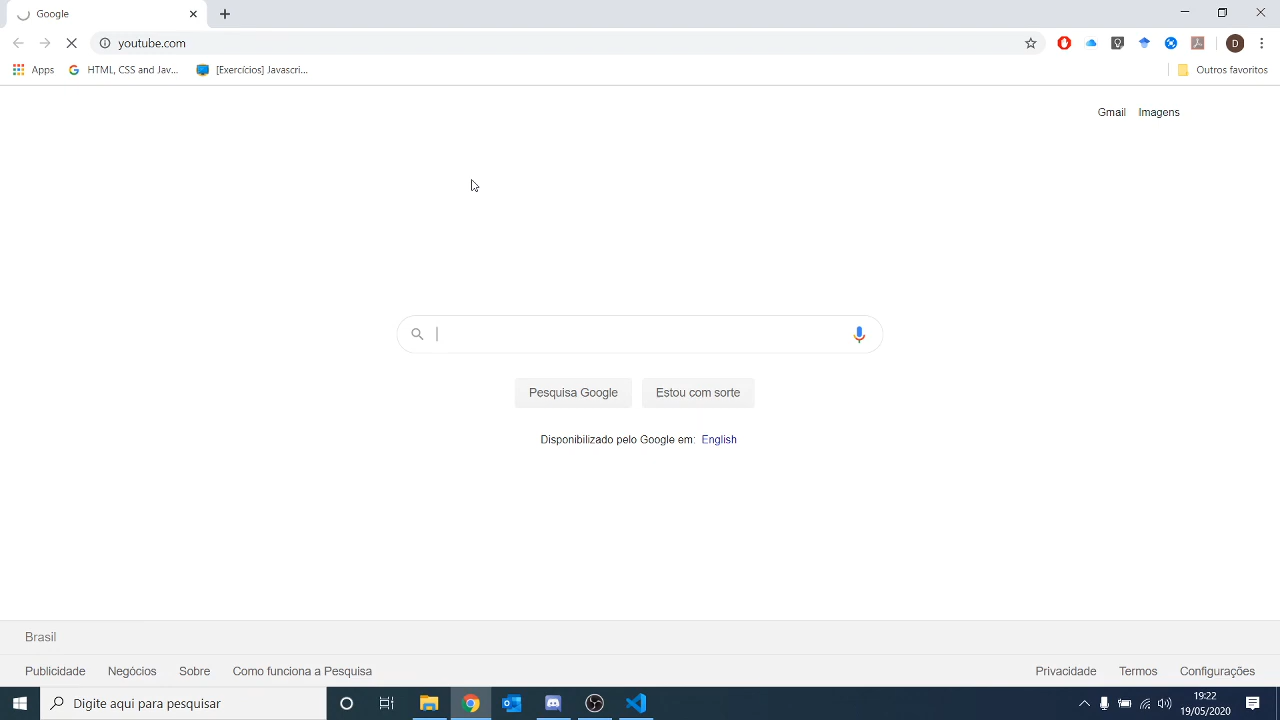 Google
youtube.com
D
Apps HTML, CSS and Jav... [Exercícios] Javascri... Outros favoritos
Gmail Imagens
Pesquisa Google Estou com sorte
Disponibilizado pelo Google em: English
Brasil
Publicidade Negócios Sobre Como funciona a Pesquisa Privacidade Termos Configurações
Digite aqui para pesquisar
19:22
19/05/2020